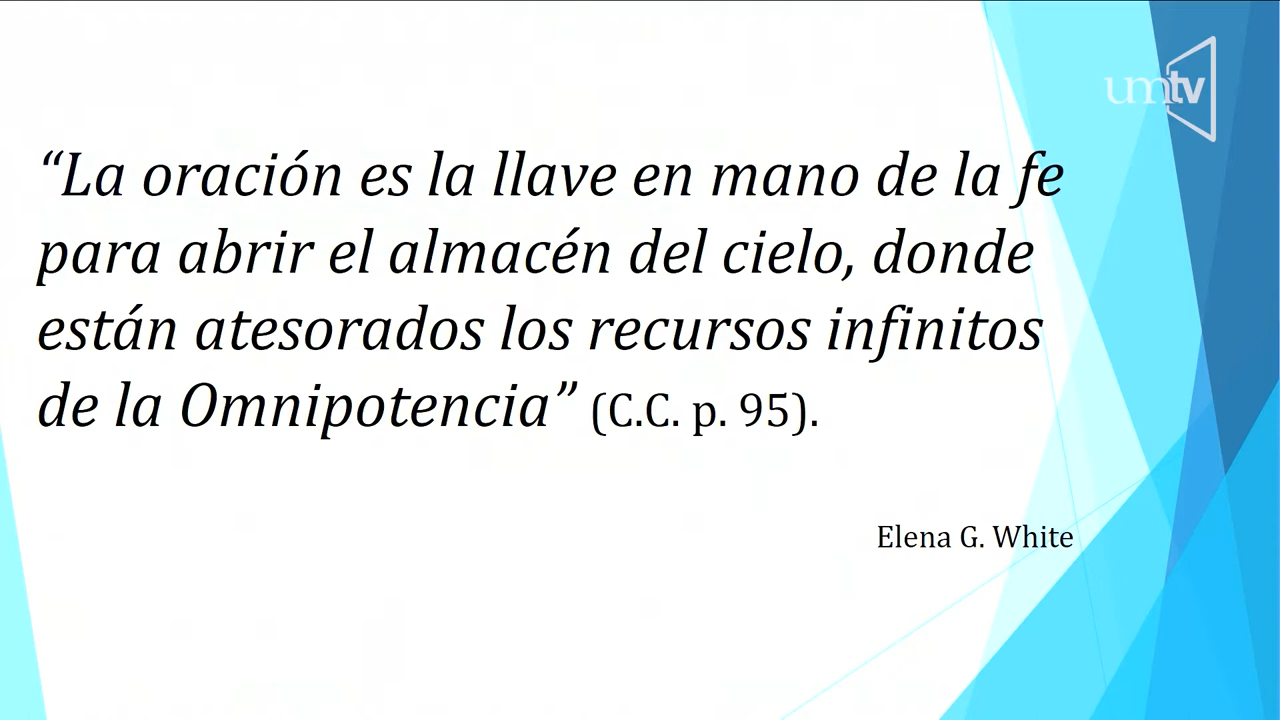 umtv
“La oración es la llave en mano de la fe
para abrir el almacén del cielo, donde
están atesorados los recursos infinitos
de la Omnipotencia” (C.C. p. 95).
Elena G. White